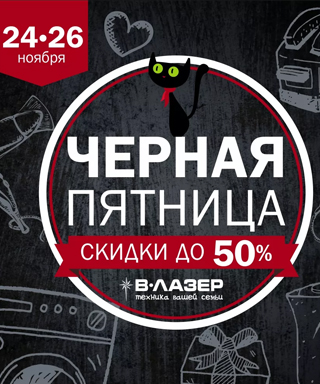 24•26
ноября
ЧЕРНАЯ
ПЯТНИЦА
СКИДКИ ДО 50%
В-ЛАЗЕР
техника вашей семьи